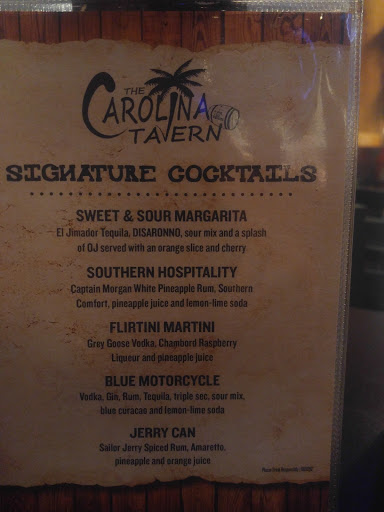 THE
CAROLINA
TAVERN
SIGNATURE COCKTAILS
SWEET & SOUR MARGARITA
El Jimador Tequila, DISARONNO, sour mix and a splash
of OJ served with an orange slice and cherry
SOUTHERN HOSPITALITY
Captain Morgan White Pineapple Rum, Southern
Comfort, pineapple juice and lemon-lime soda
FLIRTINI MARTINI
Grey Goose Vodka, Chambord Raspberry
Liqueur and pineapple juice
BLUE MOTORCYCLE
Vodka, Gin, Rum, Tequila, triple sec, sour mix,
blue curacao and lemon-lime soda
JERRY CAN
Sailor Jerry Spiced Rum, Amaretto,
pineapple and orange juice
Please Drink Responsibly.